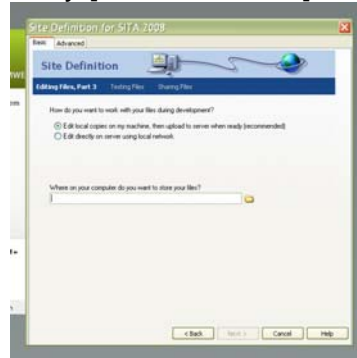 Site Definition for SITA 2008
Basic Advanced
Site Definition
Editing Files, Part 3 Testing Files Sharing Files
How do you want to work with your files during development?
Edit local copies on my machine, then upload to server when ready (recommended)
Edit directly on server using local network
Where on your computer do you want to store your files?
< Back Next > Cancel Help